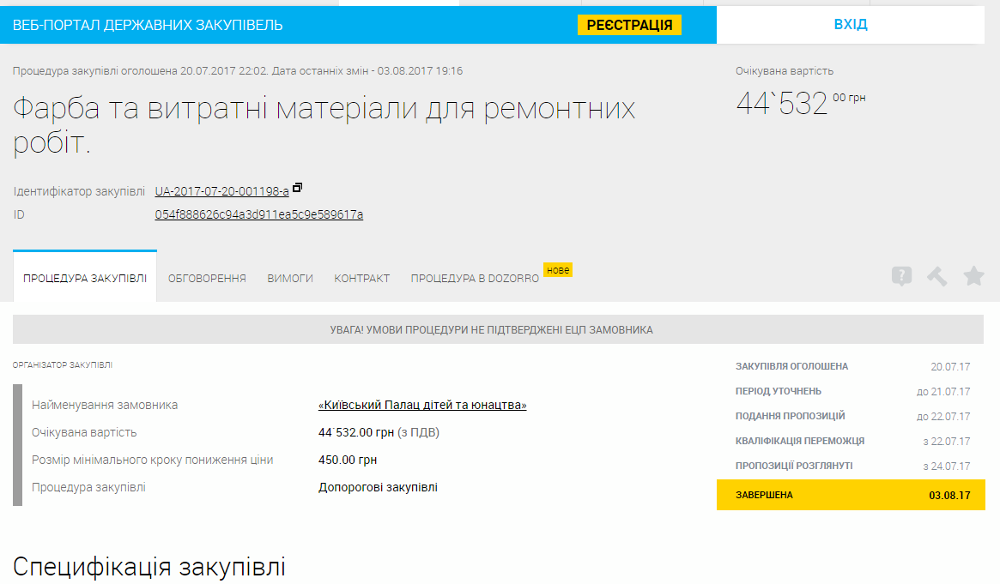 ВЕБ-ПОРТАЛ ДЕРЖАВНИХ ЗАКУПІВЕЛЬ
РЕЄСТРАЦІЯ
ВХІД
Процедура закупівлі оголошена 20.07.2017 22:02. Дата останніх змін - 03.08.2017 19:16
Фарба та витратні матеріали для ремонтних
робіт.
Очікувана вартість
44`532 00 грн
Ідентифікатор закупівлі UA-2017-07-20-001198-a
ID 054f888626c94a3d911ea5c9e589617a
ПРОЦЕДУРА ЗАКУПІВЛІ ОБГОВОРЕННЯ ВИМОГИ КОНТРАКТ ПРОЦЕДУРА В DOZORRO нове
УВАГА! УМОВИ ПРОЦЕДУРИ НЕ ПІДТВЕРДЖЕНІ ЕЦП ЗАМОВНИКА
ОРГАНІЗАТОР ЗАКУПІВЛІ
Найменування замовника «Київський Палац дітей та юнацтва»
Очікувана вартість 44`532.00 грн (з ПДВ)
Розмір мінімального кроку пониження ціни 450.00 грн
Процедура закупівлі Допорогові закупівлі
ЗАКУПІВЛЯ ОГОЛОШЕНА 20.07.17
ПЕРІОД УТОЧНЕНЬ до 21.07.17
ПОДАННЯ ПРОПОЗИЦІЙ до 22.07.17
КВАЛІФІКАЦІЯ ПЕРЕМОЖЦЯ з 22.07.17
ПРОПОЗИЦІЇ РОЗГЛЯНУТІ з 24.07.17
ЗАВЕРШЕНА 03.08.17
Специфікація закупівлі